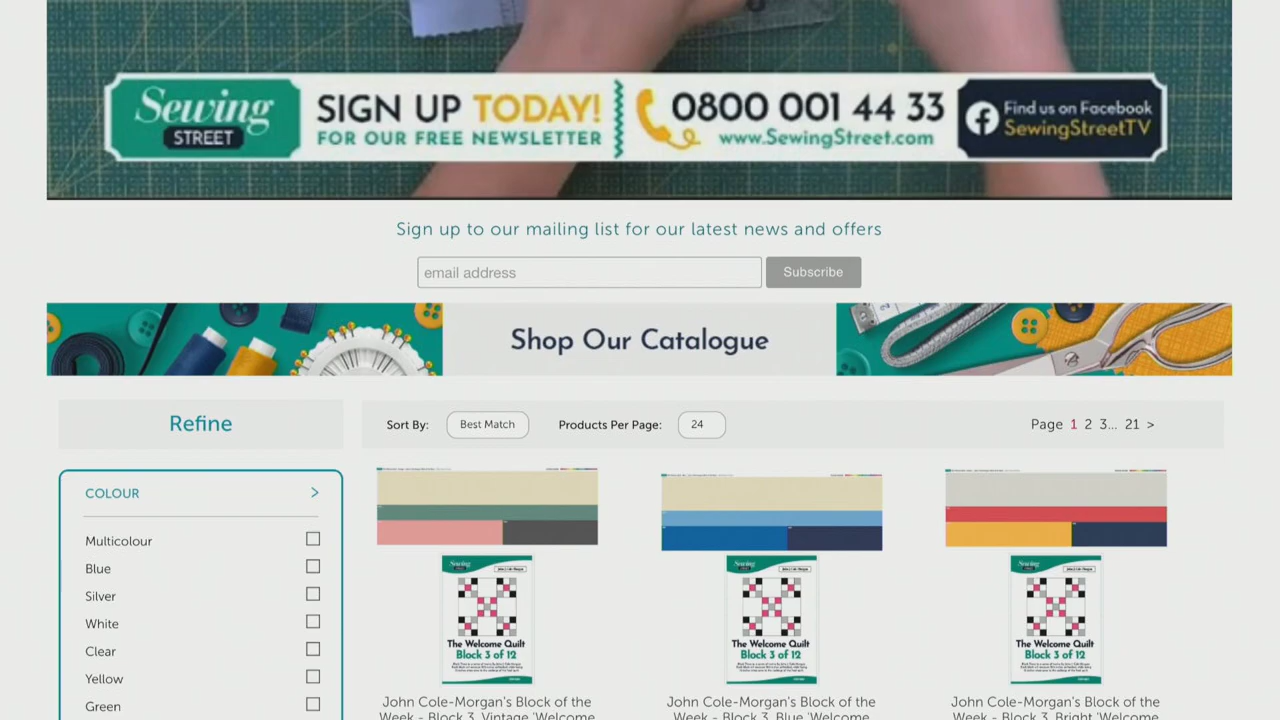 Sewing
STREET
SIGN UP TODAY!
FOR OUR FREE NEWSLETTER
0800 001 44 33
www.SewingStreet.com
Find us on Facebook
SewingStreetTV
Sign up to our mailing list for our latest news and offers
email address
Subscribe
Shop Our Catalogue
Refine
Sort By:
Best Match
Products Per Page:
24
Page 1 2 3... 21 >
COLOUR >
Multicolour
Blue
Silver
White
Clear
Yellow
Green
Sewing
The Welcome Quilt
Block 3 of 12
John Cole-Morgan's Block of the
Week - Block 3, Vintage 'Welcome
Sewing
The Welcome Quilt
Block 3 of 12
John Cole-Morgan's Block of the
Week - Block 3, Blue 'Welcome
Sewing
The Welcome Quilt
Block 3 of 12
John Cole-Morgan's Block of the
Week - Block 3, Bright 'Welcome